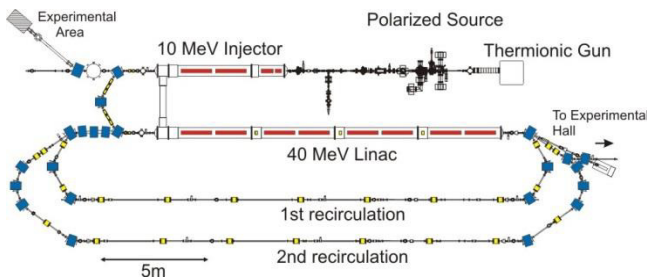 Experimental
Area
Polarized Source
10 MeV Injector
Thermionic Gun
To Experimental
Hall
40 MeV Linac
1st recirculation
2nd recirculation
5m